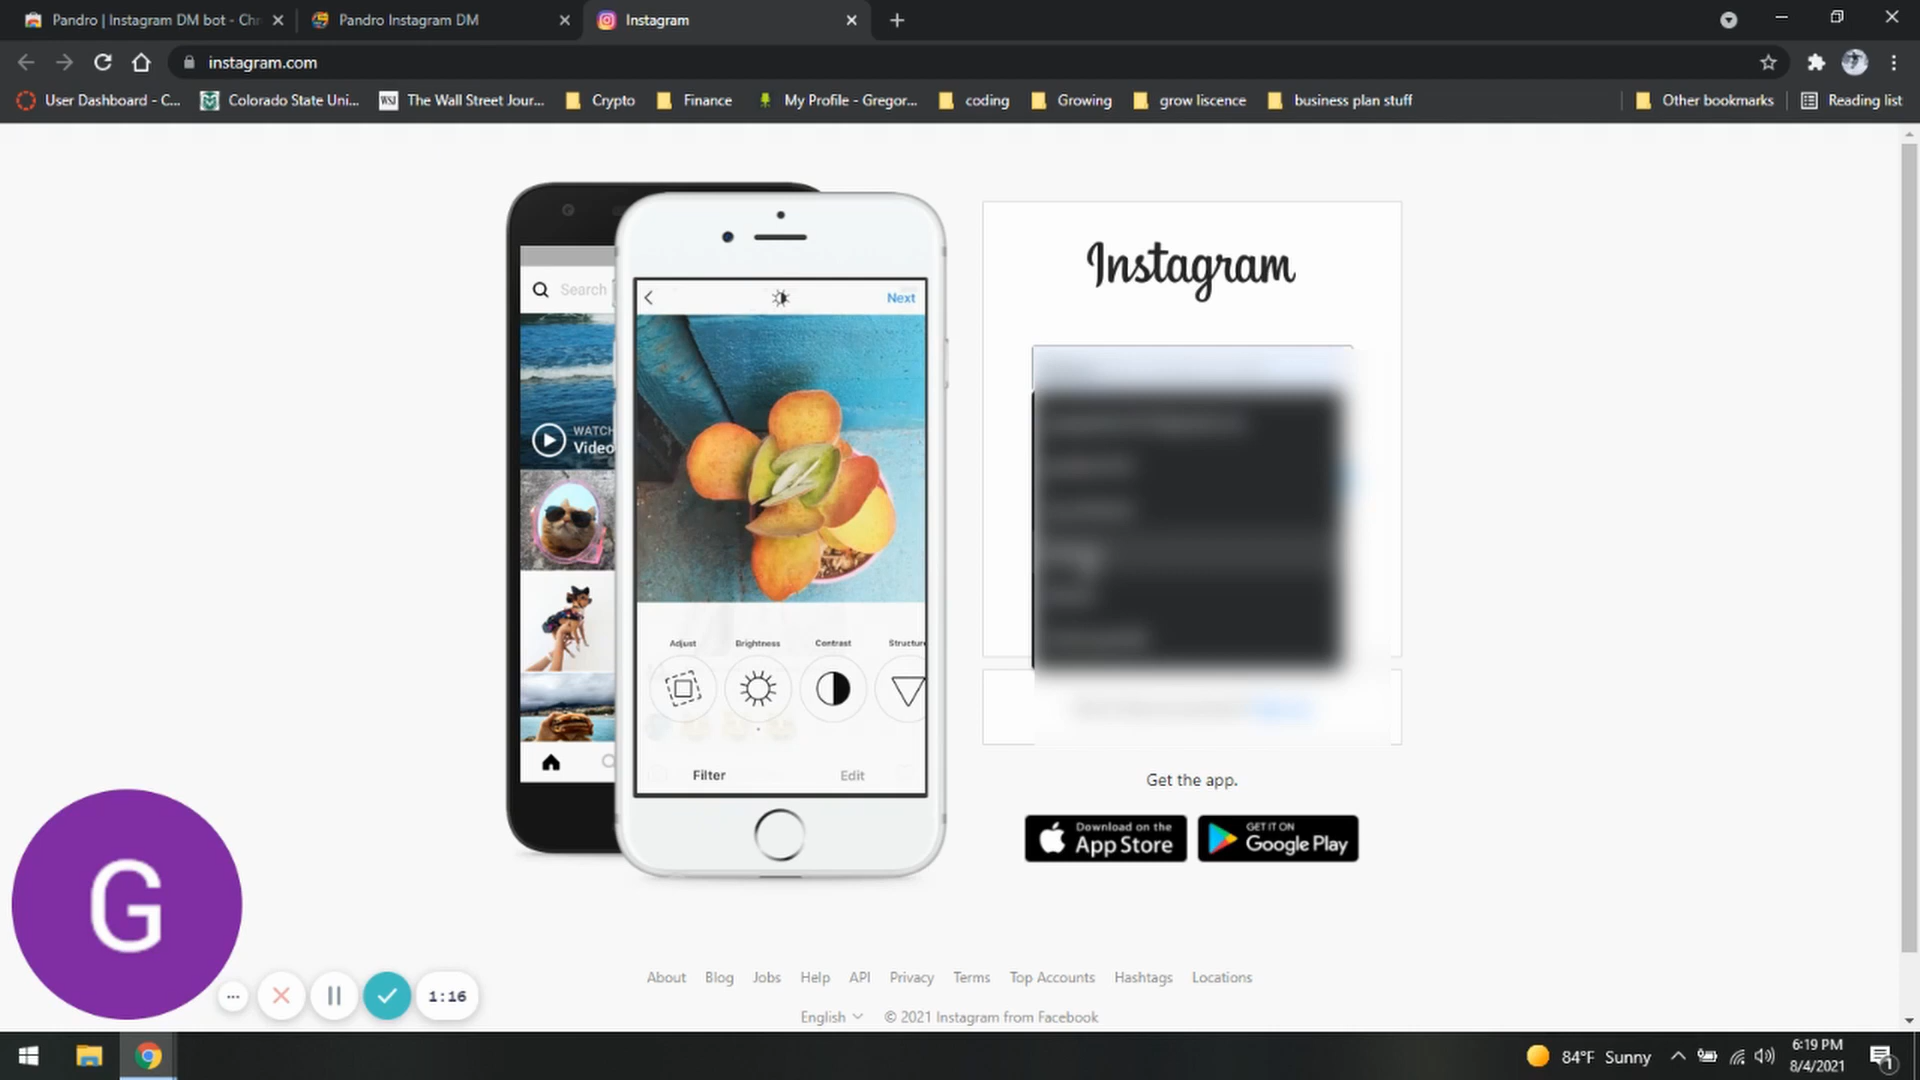 Pandro | Instagram DM bot - Chr
Pandro Instagram DM
Instagram
instagram.com
User Dashboard - C...
Colorado State Uni...
WSJ
The Wall Street Jour...
Crypto
Finance
My Profile - Gregor...
coding
Growing
grow liscence
business plan stuff
Other bookmarks
Reading list
Search
WATCH
Video
Next
Adjust
Brightness
Contrast
Structure
Filter
Edit
Instagram
Get the app.
Download on the
App Store
GET IT ON
Google Play
G
1:16
About
Blog
Jobs
Help
API
Privacy
Terms
Top Accounts
Hashtags
Locations
English
© 2021 Instagram from Facebook
84°F Sunny
6:19 PM
8/4/2021
1